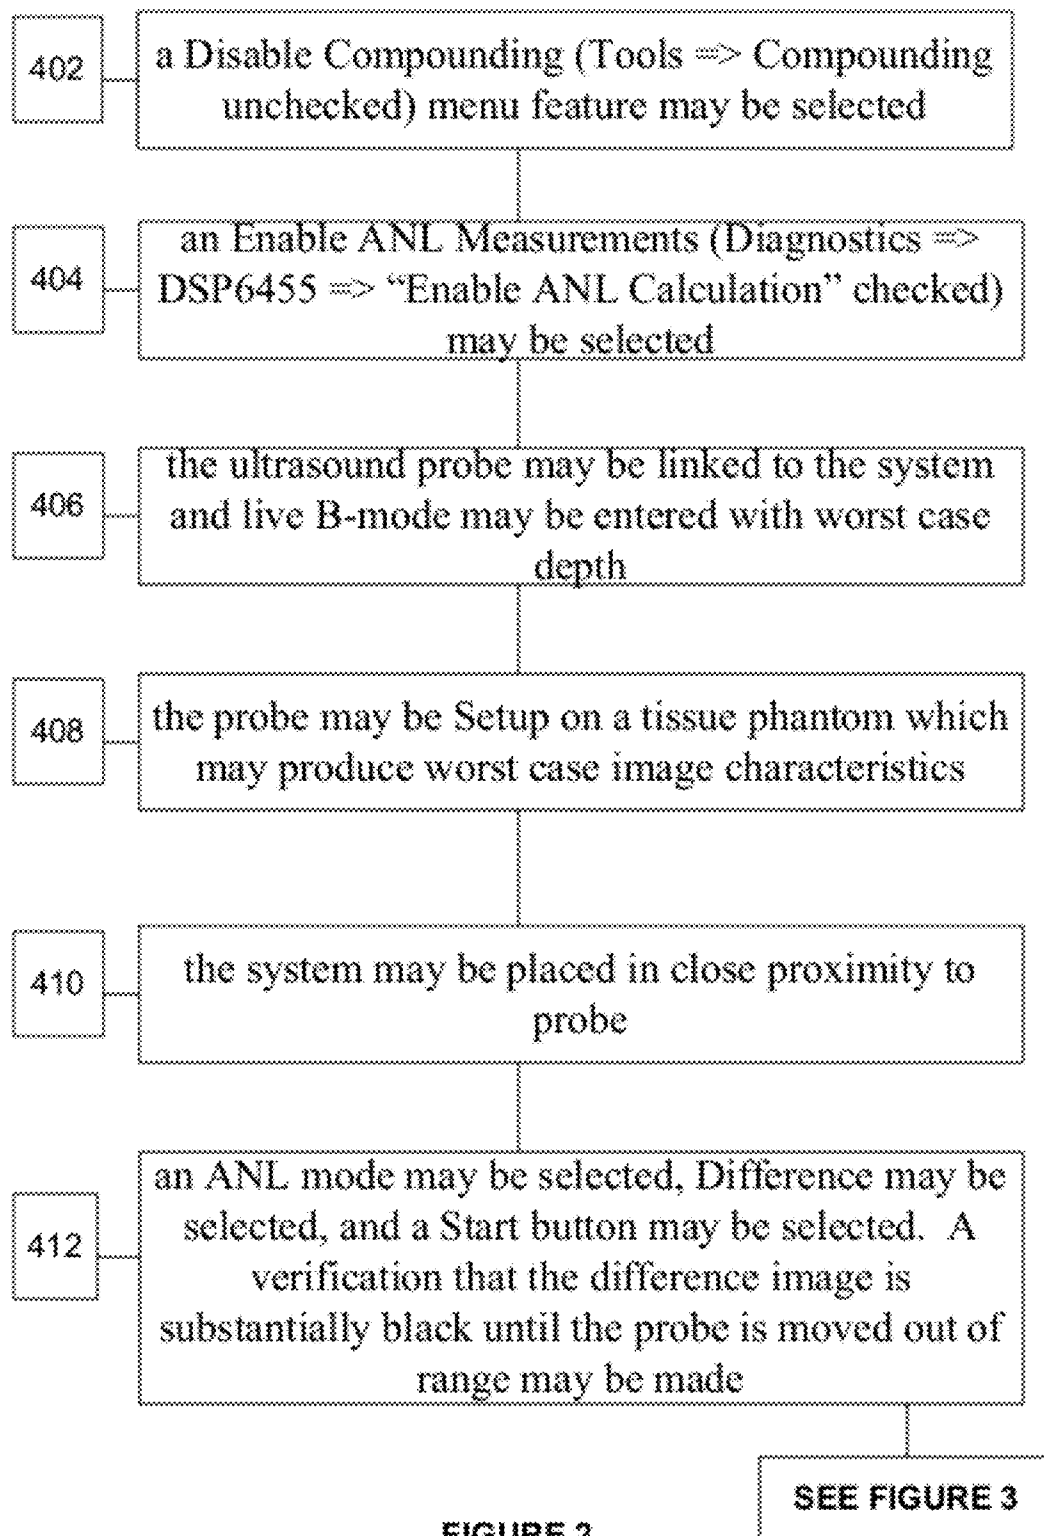 402
a Disable Compounding (Tools => Compounding
unchecked) menu feature may be selected
404
an Enable ANL Measurements (Diagnostics =>
DSP6455 => “Enable ANL Calculation” checked)
may be selected
406
the ultrasound probe may be linked to the system
and live B-mode may be entered with worst case
depth
408
the probe may be Setup on a tissue phantom which
may produce worst case image characteristics
410
the system may be placed in close proximity to
probe
412
an ANL mode may be selected, Difference may be
selected, and a Start button may be selected.  A
verification that the difference image is
substantially black until the probe is moved out of
range may be made
SEE FIGURE 3
FIGURE 2